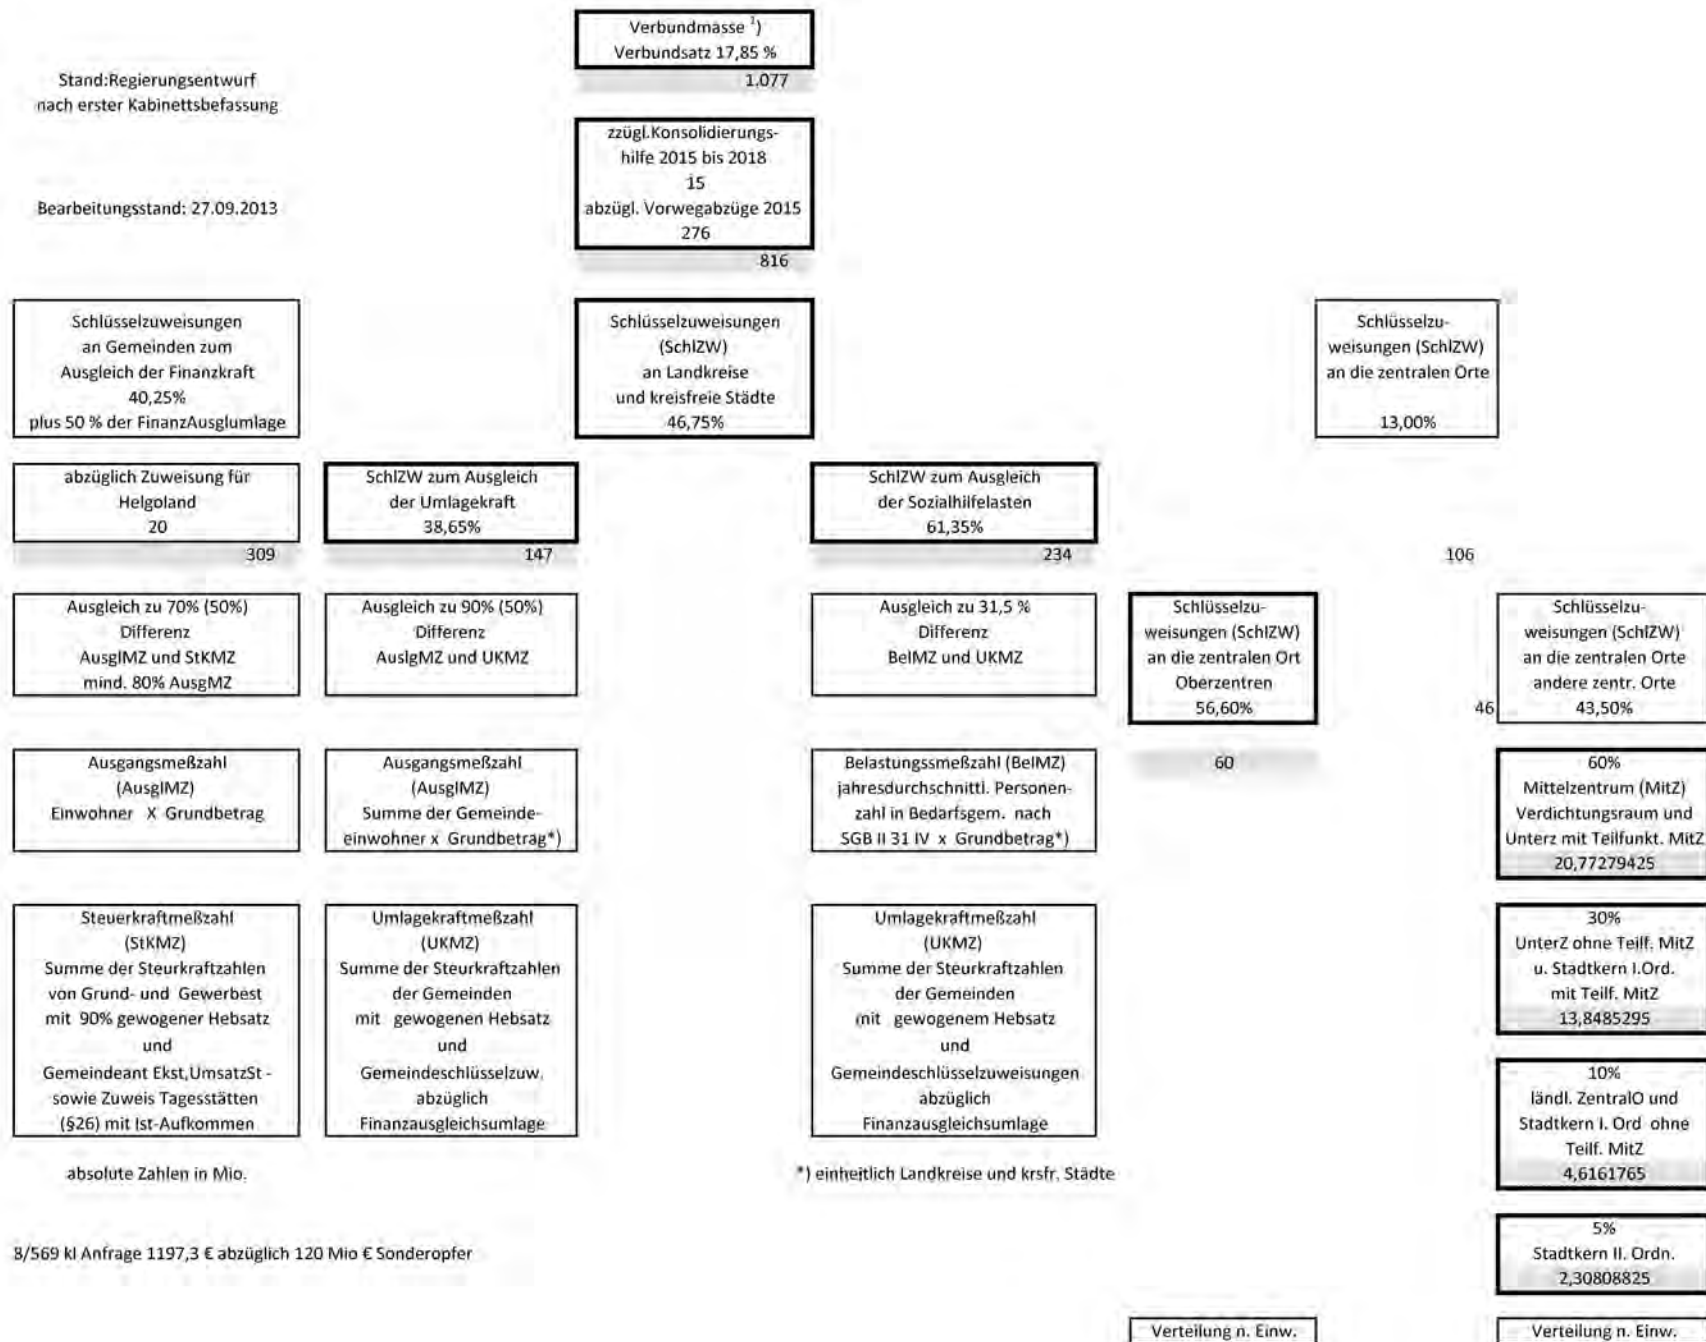 Verbundmasse ¹)
Verbundsatz 17,85 %
1.077
Stand:Regierungsentwurf
nach erster Kabinettsbefassung
zzügl.Konsolidierungs-
hilfe 2015 bis 2018
15
abzügl. Vorwegabzüge 2015
276
816
Bearbeitungsstand: 27.09.2013
Schlüsselzuweisungen
an Gemeinden zum
Ausgleich der Finanzkraft
40,25%
plus 50 % der FinanzAusglumlage
Schlüsselzuweisungen
(SchlZW)
an Landkreise
und kreisfreie Städte
46,75%
Schlüsselzu-
weisungen (SchlZW)
an die zentralen Orte
13,00%
abzüglich Zuweisung für
Helgoland
20
309
SchlZW zum Ausgleich
der Umlagekraft
38,65%
147
SchlZW zum Ausgleich
der Sozialhilfelasten
61,35%
234
106
Ausgleich zu 70% (50%)
Differenz
AusglMZ und StKMZ
mind. 80% AusgMZ
Ausgleich zu 90% (50%)
Differenz
AuslgMZ und UKMZ
Ausgleich zu 31,5 %
Differenz
BelMZ und UKMZ
Schlüsselzu-
weisungen (SchlZW)
an die zentralen Ort
Oberzentren
56,60%
46
Schlüsselzu-
weisungen (SchlZW)
an die zentralen Orte
andere zentr. Orte
43,50%
Ausgangsmeßzahl
(AusglMZ)
Einwohner X Grundbetrag
Ausgangsmeßzahl
(AusglMZ)
Summe der Gemeinde-
einwohner x Grundbetrag*)
Belastungssmeßzahl (BelMZ)
jahresdurchschnittl. Personen-
zahl in Bedarfsgem. nach
SGB II 31 IV x Grundbetrag*)
60
60%
Mittelzentrum (MitZ)
Verdichtungsraum und
Unterz mit Teilfunkt. MitZ
20,77279425
Steuerkraftmeßzahl
(StKMZ)
Summe der Steurkraftzahlen
von Grund- und Gewerbest
mit 90% gewogener Hebsatz
und
Gemeindeant Ekst,UmsatzSt -
sowie Zuweis Tagesstätten
(§26) mit Ist-Aufkommen
Umlagekraftmeßzahl
(UKMZ)
Summe der Steurkraftzahlen
der Gemeinden
mit gewogenen Hebsatz
und
Gemeindeschlüsselzuw.
abzüglich
Finanzausgleichsumlage
Umlagekraftmeßzahl
(UKMZ)
Summe der Steurkraftzahlen
der Gemeinden
mit gewogenem Hebsatz
und
Gemeindeschlüsselzuweisungen
abzüglich
Finanzausgleichsumlage
30%
UnterZ ohne Teilf. MitZ
u. Stadtkern I.Ord.
mit Teilf. MitZ
13,8485295
10%
ländl. ZentralO und
Stadtkern I. Ord ohne
Teilf. MitZ
4,6161765
absolute Zahlen in Mio.
*) einheitlich Landkreise und krsfr. Städte
8/569 kl Anfrage 1197,3 € abzüglich 120 Mio € Sonderopfer
5%
Stadtkern II. Ordn.
2,30808825
Verteilung n. Einw.
Verteilung n. Einw.